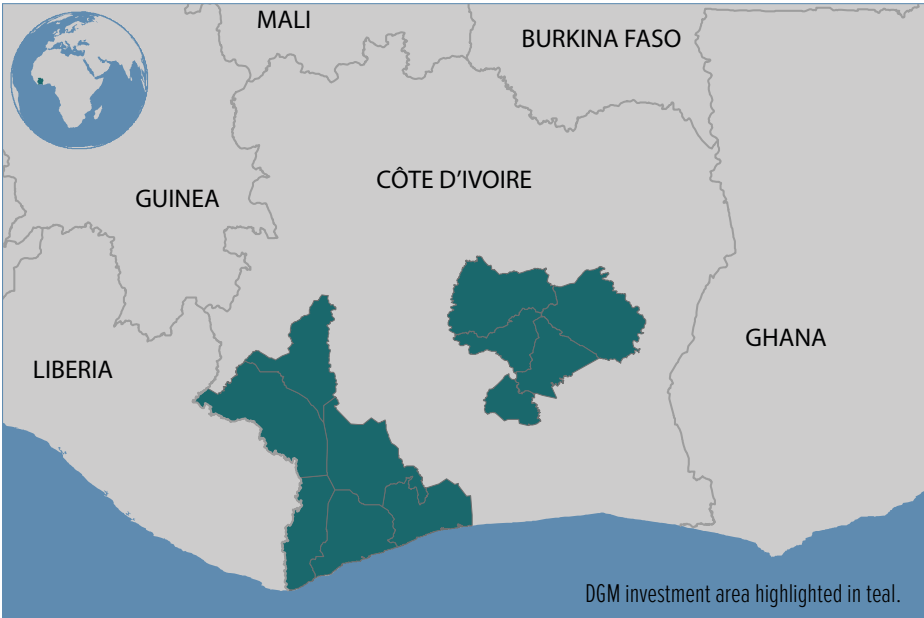 MALI
BURKINA FASO
CÔTE D'IVOIRE
GUINEA
GHANA
LIBERIA
DGM investment area highlighted in teal.